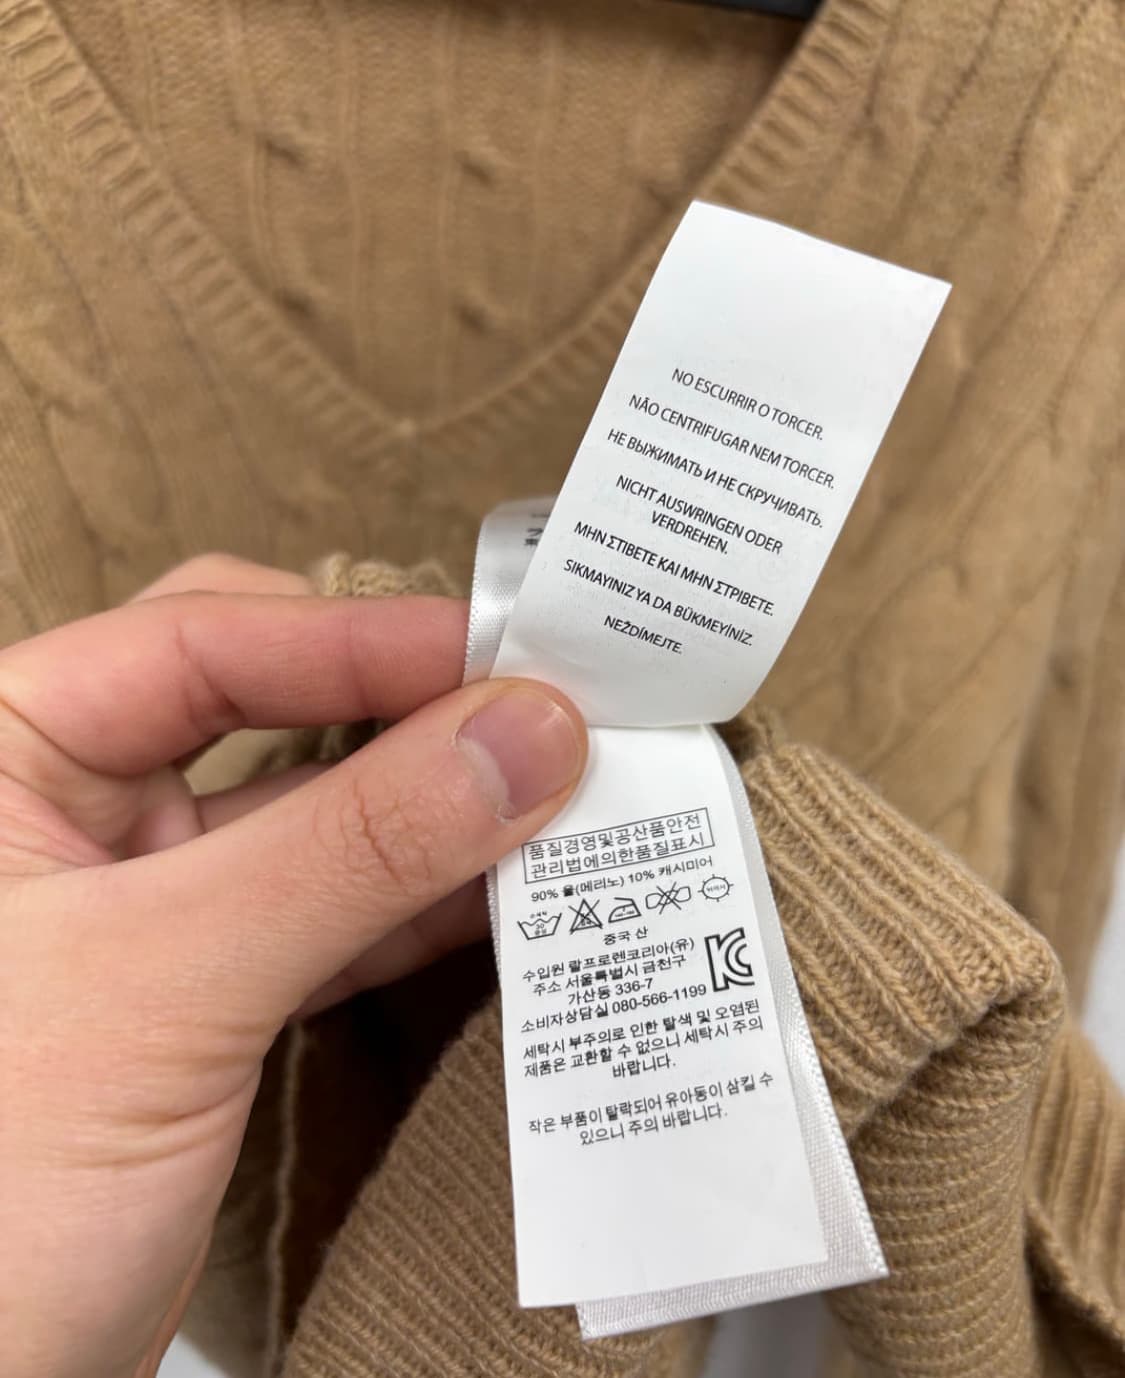 NO ESCURRIR O TORCER.
NÃO CENTRIFUGAR NEM TORCER.
НЕ ВЫЖИМАТЬ И НЕ СКРУЧИВАТЬ.
NICHT AUSWRINGEN ODER
VERDREHEN.
ΜΗΝ ΣΤΙΒΕΤΕ ΚΑΙ ΜΗΝ ΣΤΡΙΒΕΤΕ.
SIKMAYINIZ YA DA BÜKMEYİNİZ.
NEŽDÍMEJTE.
품질경영및공산품안전
관리법에의한품질표시
90% 울(메리노) 10% 캐시미어
손세탁
30
중성
중국 산
수입원 랄프로렌코리아(유)
주소 서울특별시 금천구
가산동 336-7
소비자상담실 080-566-1199
세탁시 부주의로 인한 탈색 및 오염된
제품은 교환할 수 없으니 세탁시 주의
바랍니다.
작은 부품이 탈락되어 유아동이 삼킬 수
있으니 주의 바랍니다.